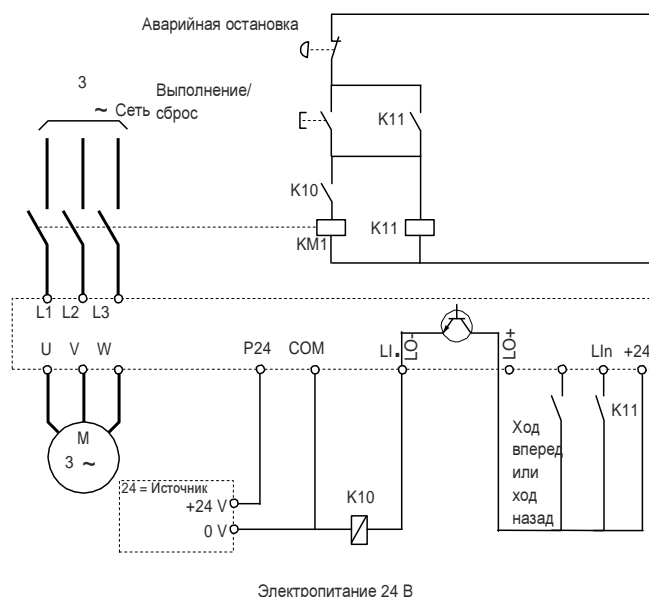 Аварийная остановка
3
~ Сеть
Выполнение/
сброс
K11
K10
KM1
K11
L1 L2 L3
U V W
P24
COM
LI.
LO-
LO+
LIn
+24
M
3 ~
24 = Источник
+24 V
0 V
K10
Ход
вперед
или
ход
назад
K11
Электропитание 24 В